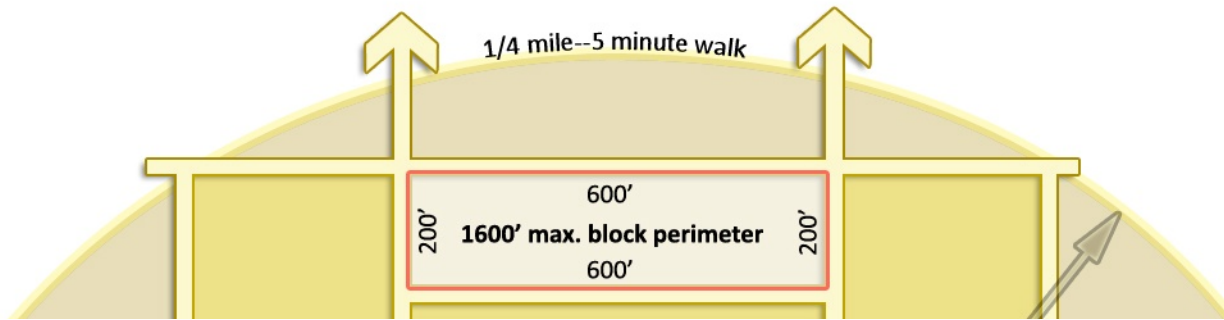 1/4 mile--5 minute walk
600’
200’
1600’ max. block perimeter
200’
600’